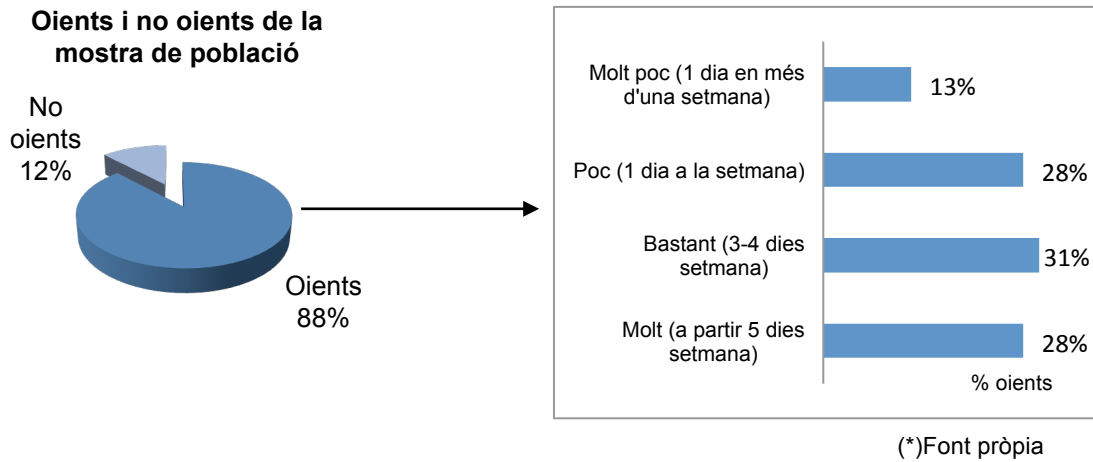 Oients i no oients de la
mostra de població
No
oients
12%
Oients
88%
Molt poc (1 dia en més
d'una setmana)
13%
Poc (1 dia a la setmana)
28%
Bastant (3-4 dies
setmana)
31%
Molt (a partir 5 dies
setmana)
28%
% oients
(*)Font pròpia